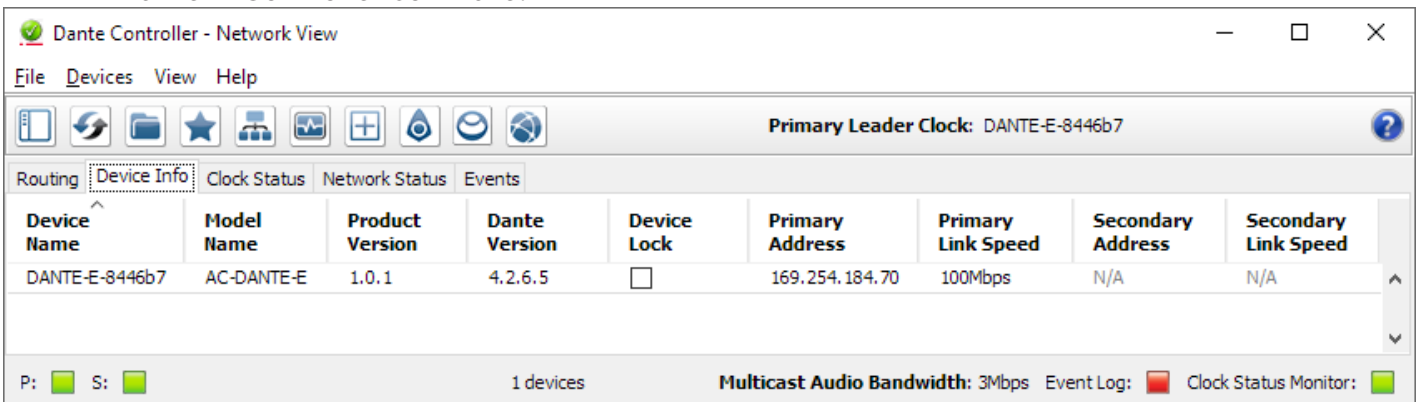 Dante Controller - Network View
File Devices View Help
Primary Leader Clock: DANTE-E-8446b7
Routing Device Info Clock Status Network Status Events
Device Name Model Name Product Version Dante Version Device Lock Primary Address Primary Link Speed Secondary Address Secondary Link Speed
DANTE-E-8446b7 AC-DANTE-E 1.0.1 4.2.6.5 169.254.184.70 100Mbps N/A N/A
P: S: 1 devices Multicast Audio Bandwidth: 3Mbps Event Log: Clock Status Monitor: